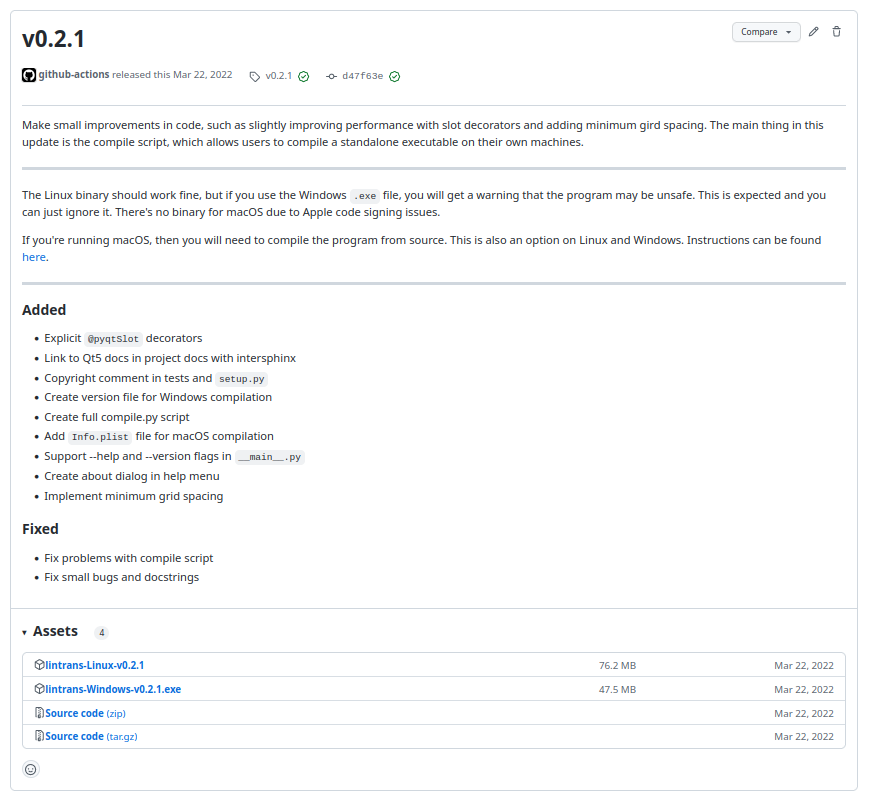 v0.2.1
Compare
github-actions released this Mar 22, 2022 v0.2.1 d47f63e
Make small improvements in code, such as slightly improving performance with slot decorators and adding minimum gird spacing. The main thing in this
update is the compile script, which allows users to compile a standalone executable on their own machines.
The Linux binary should work fine, but if you use the Windows .exe file, you will get a warning that the program may be unsafe. This is expected and you
can just ignore it. There's no binary for macOS due to Apple code signing issues.
If you're running macOS, then you will need to compile the program from source. This is also an option on Linux and Windows. Instructions can be found
here.
Added
• Explicit @pyqtSlot decorators
• Link to Qt5 docs in project docs with intersphinx
• Copyright comment in tests and setup.py
• Create version file for Windows compilation
• Create full compile.py script
• Add Info.plist file for macOS compilation
• Support --help and --version flags in __main__.py
• Create about dialog in help menu
• Implement minimum grid spacing
Fixed
• Fix problems with compile script
• Fix small bugs and docstrings
Assets 4
lintrans-Linux-v0.2.1 76.2 MB Mar 22, 2022
lintrans-Windows-v0.2.1.exe 47.5 MB Mar 22, 2022
Source code (zip) Mar 22, 2022
Source code (tar.gz) Mar 22, 2022